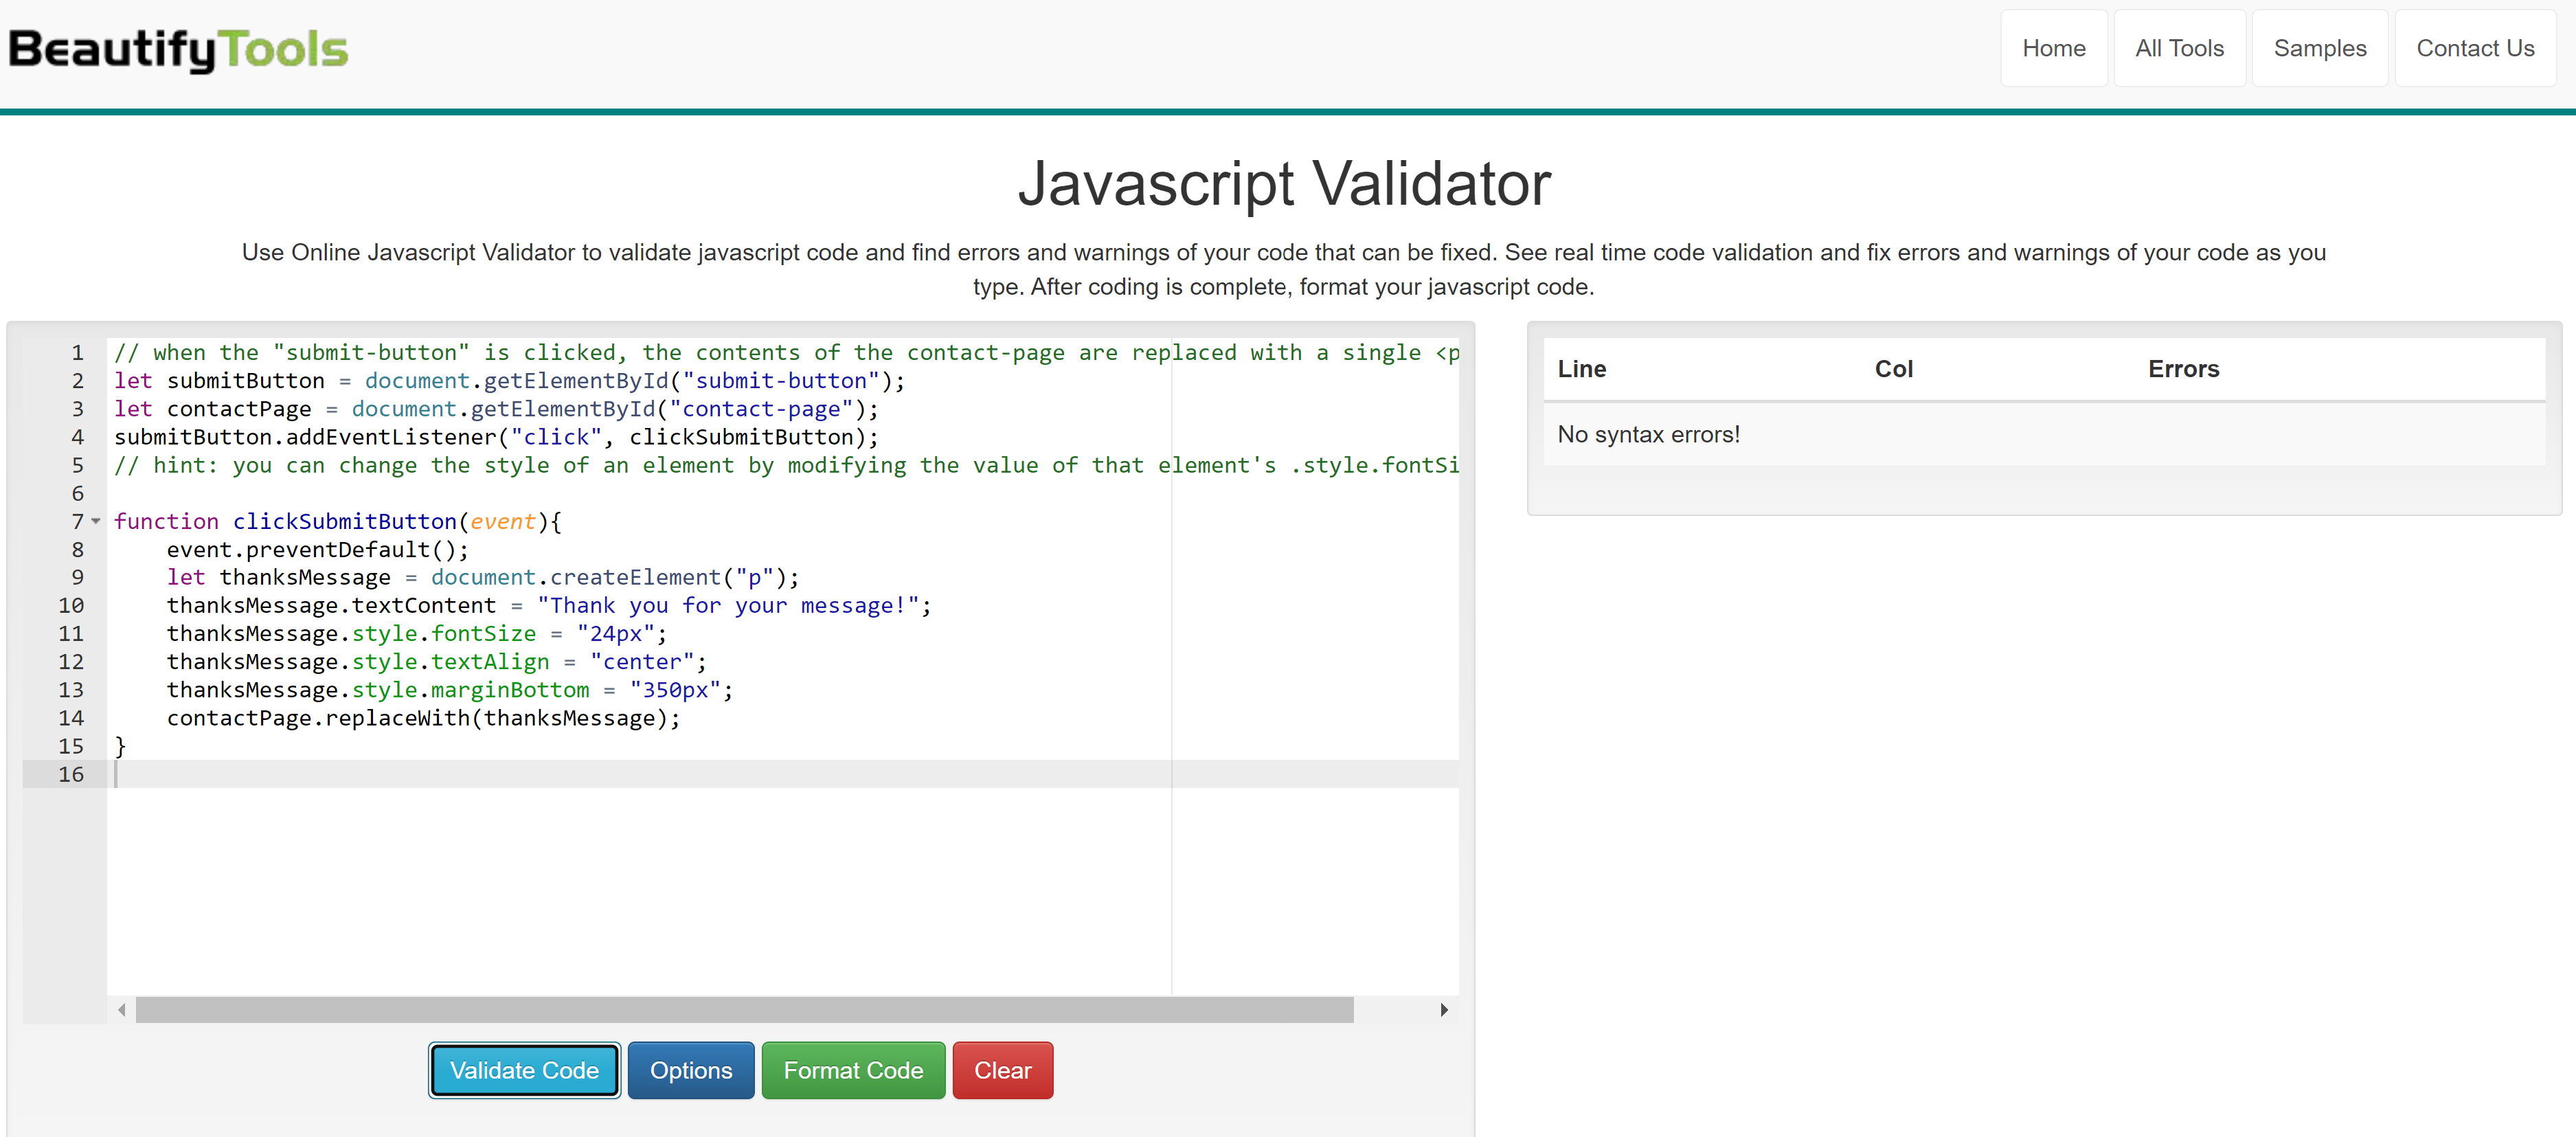 BeautifyTools
Home
All Tools
Samples
Contact Us
Javascript Validator
Use Online Javascript Validator to validate javascript code and find errors and warnings of your code that can be fixed. See real time code validation and fix errors and warnings of your code as you
type. After coding is complete, format your javascript code.
1 // when the "submit-button" is clicked, the contents of the contact-page are replaced with a single <p
2 let submitButton = document.getElementById("submit-button");
3 let contactPage = document.getElementById("contact-page");
4 submitButton.addEventListener("click", clickSubmitButton);
5 // hint: you can change the style of an element by modifying the value of that element's .style.fontSi
6
7 function clickSubmitButton(event){
8     event.preventDefault();
9     let thanksMessage = document.createElement("p");
10     thanksMessage.textContent = "Thank you for your message!";
11     thanksMessage.style.fontSize = "24px";
12     thanksMessage.style.textAlign = "center";
13     thanksMessage.style.marginBottom = "350px";
14     contactPage.replaceWith(thanksMessage);
15 }
16
Validate Code
Options
Format Code
Clear
Line Col Errors
No syntax errors!